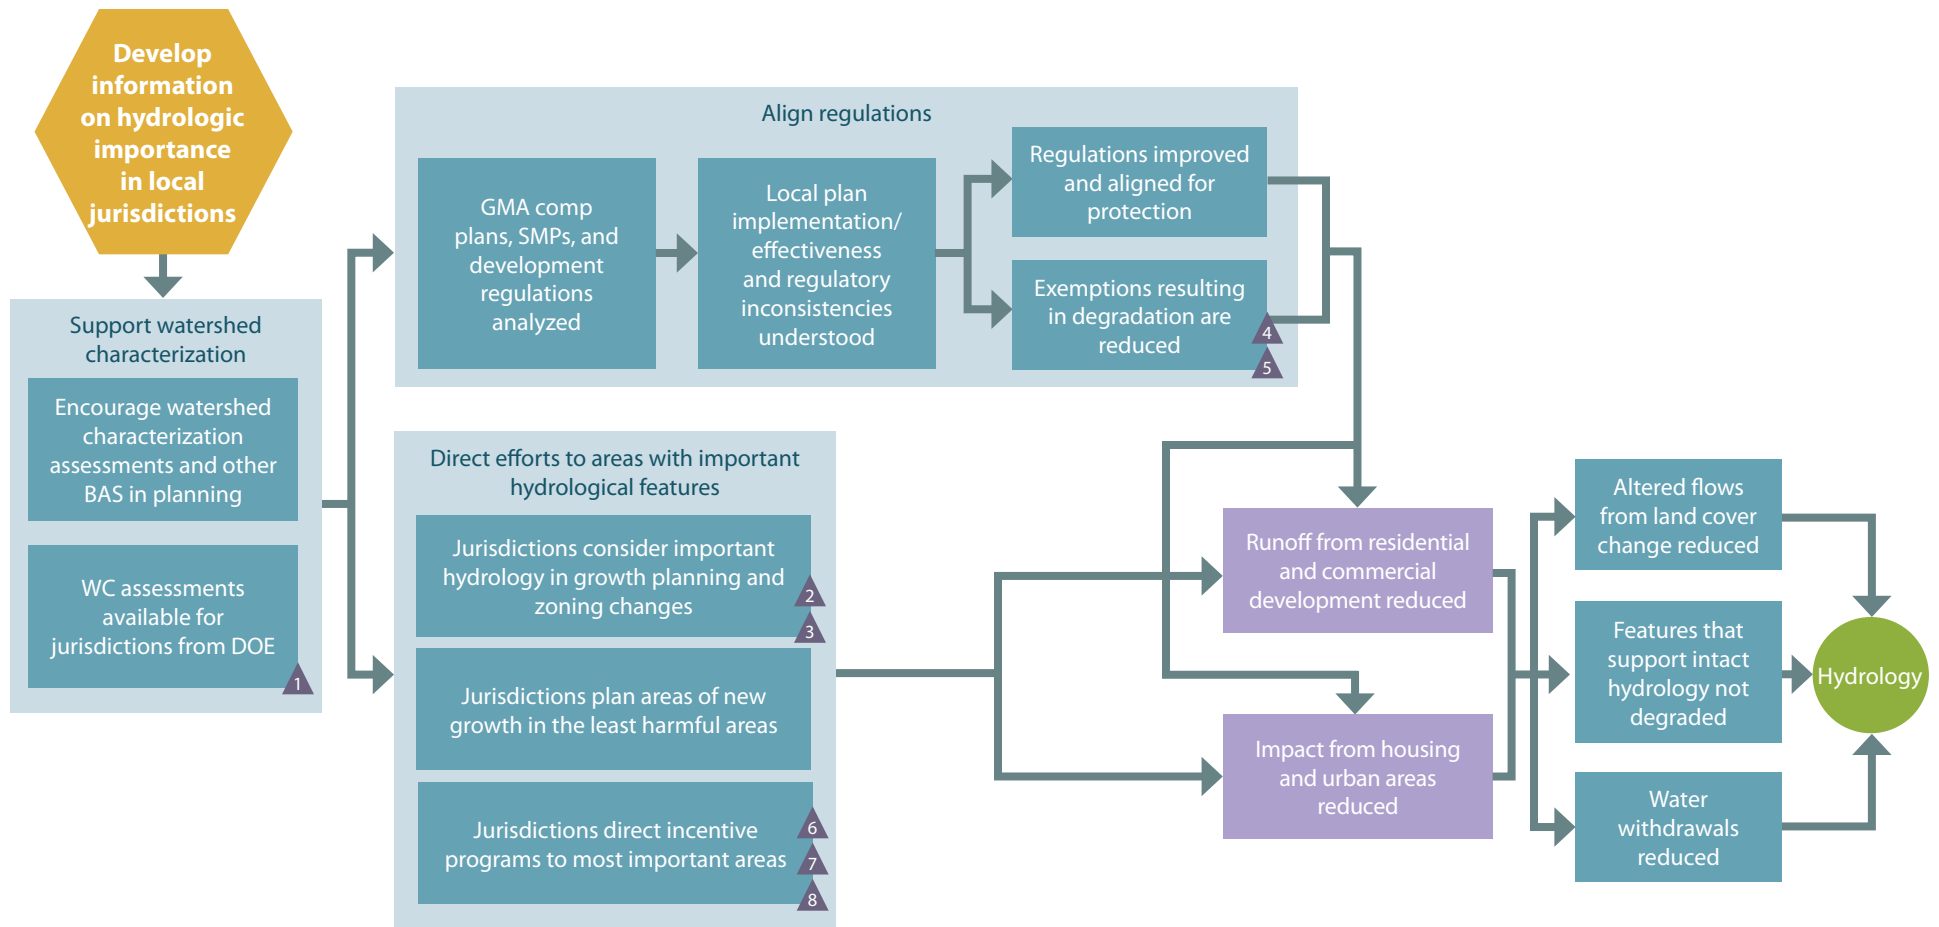 Develop
information
on hydrologic
importance
in local
jurisdictions
Support watershed
characterization
Encourage watershed
characterization
assessments and other
BAS in planning
WC assessments
available for
jurisdictions from DOE
1
Align regulations
GMA comp
plans, SMPs, and
development
regulations
analyzed
Local plan
implementation/
effectiveness
and regulatory
inconsistencies
understood
Regulations improved
and aligned for
protection
Exemptions resulting
in degradation are
reduced
4
5
Direct efforts to areas with important
hydrological features
Jurisdictions consider important
hydrology in growth planning and
zoning changes
2
3
Jurisdictions plan areas of new
growth in the least harmful areas
Jurisdictions direct incentive
programs to most important areas
6
7
8
Runoff from residential
and commercial
development reduced
Impact from housing
and urban areas
reduced
Altered flows
from land cover
change reduced
Features that
support intact
hydrology not
degraded
Water
withdrawals
reduced
Hydrology